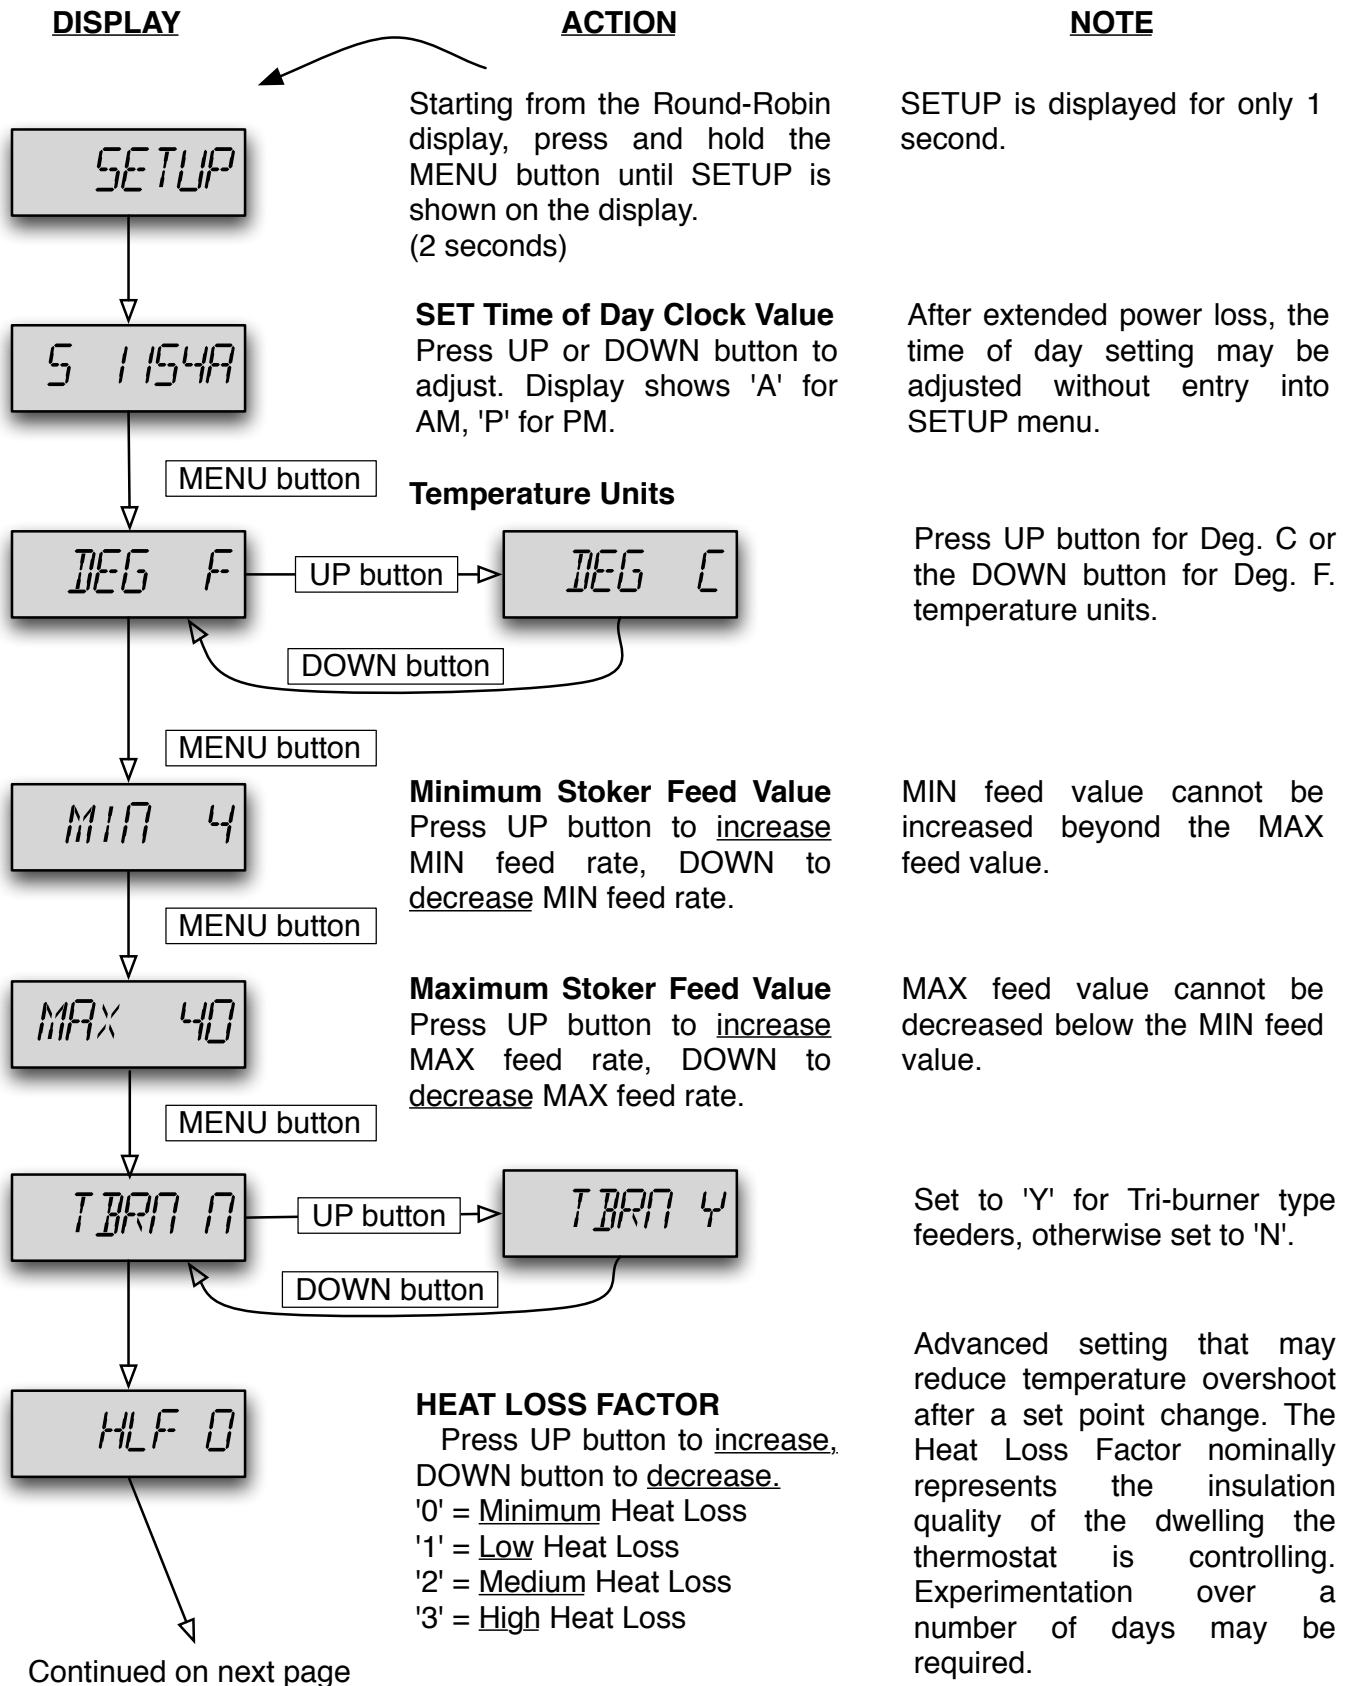 DISPLAY
ACTION
NOTE
SETUP
Starting from the Round-Robin
display, press and hold the
MENU button until SETUP is
shown on the display.
(2 seconds)
SETUP is displayed for only 1
second.
S 1154A
SET Time of Day Clock Value
Press UP or DOWN button to
adjust. Display shows 'A' for
AM, 'P' for PM.
After extended power loss, the
time of day setting may be
adjusted without entry into
SETUP menu.
MENU button
Temperature Units
DEG F
UP button
DEG C
DOWN button
Press UP button for Deg. C or
the DOWN button for Deg. F.
temperature units.
MENU button
MIN 4
Minimum Stoker Feed Value
Press UP button to increase
MIN feed rate, DOWN to
decrease MIN feed rate.
MIN feed value cannot be
increased beyond the MAX
feed value.
MENU button
MAX 40
Maximum Stoker Feed Value
Press UP button to increase
MAX feed rate, DOWN to
decrease MAX feed rate.
MAX feed value cannot be
decreased below the MIN feed
value.
MENU button
TBRN N
UP button
TBRN Y
DOWN button
Set to 'Y' for Tri-burner type
feeders, otherwise set to 'N'.
HLF 0
HEAT LOSS FACTOR
Press UP button to increase,
DOWN button to decrease.
'0' = Minimum Heat Loss
'1' = Low Heat Loss
'2' = Medium Heat Loss
'3' = High Heat Loss
Advanced setting that may
reduce temperature overshoot
after a set point change. The
Heat Loss Factor nominally
represents the insulation
quality of the dwelling the
thermostat is controlling.
Experimentation over a
number of days may be
required.
Continued on next page